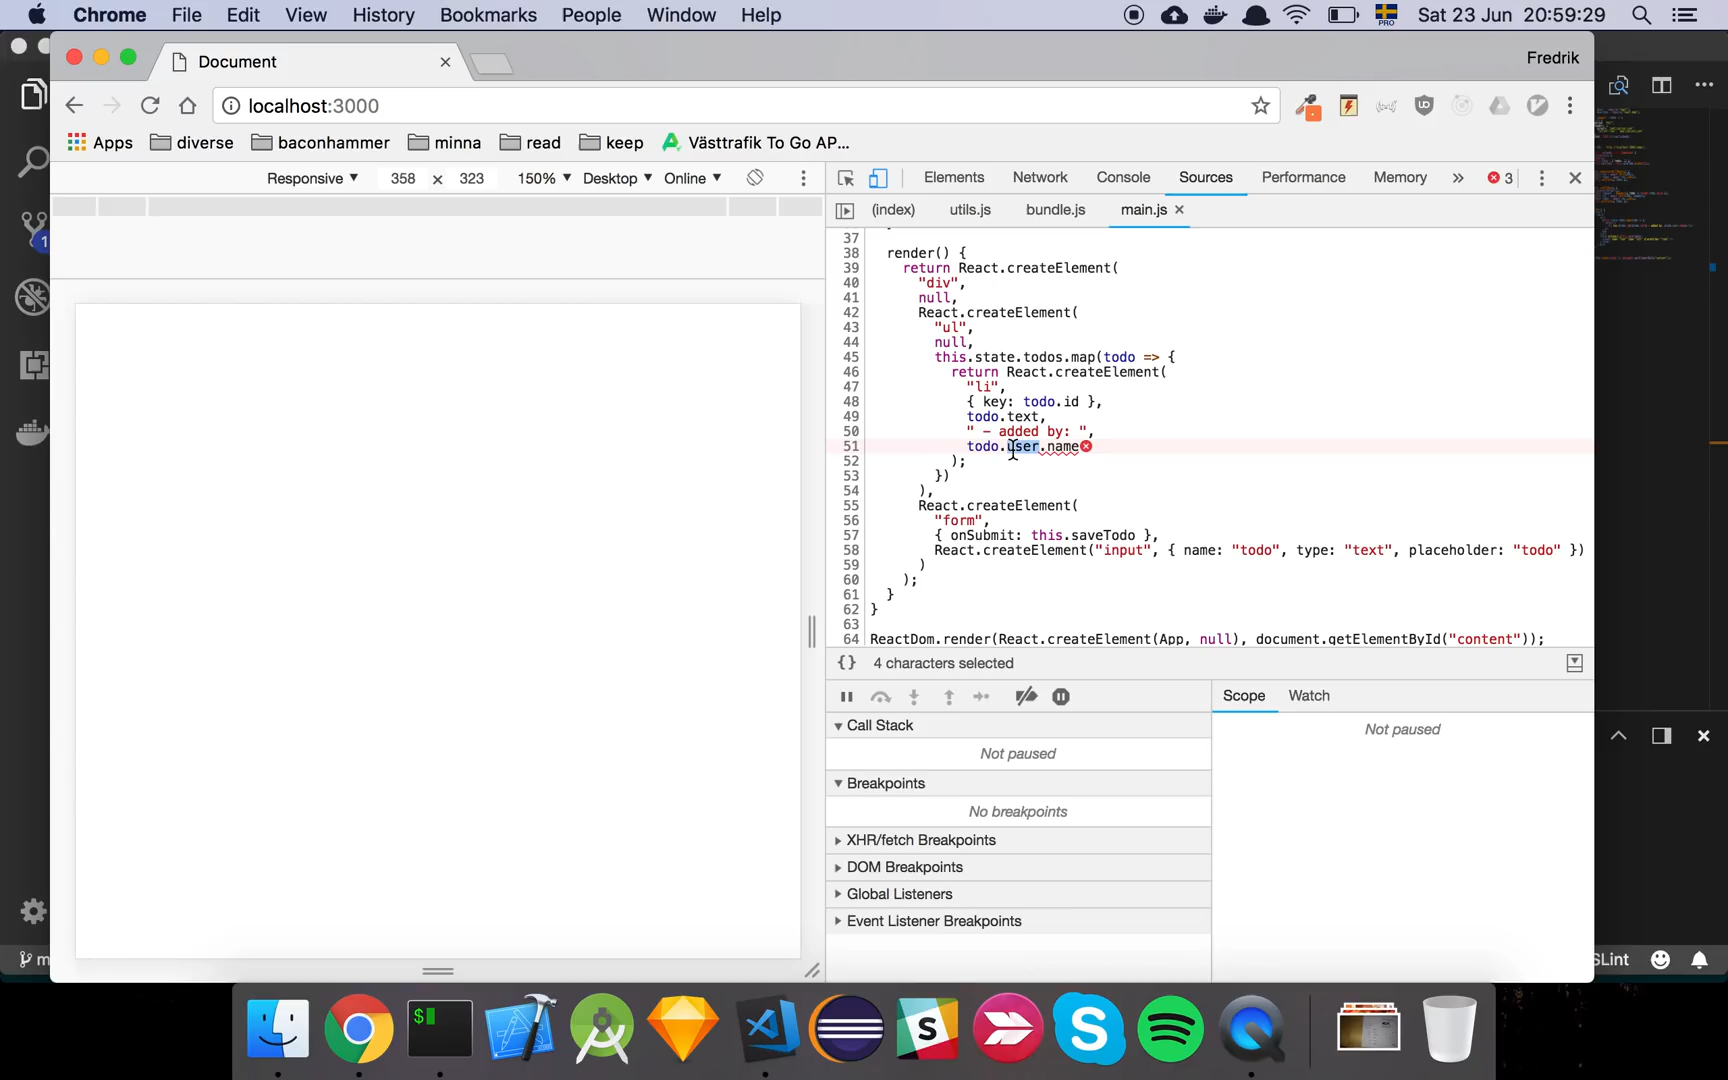 Chrome File Edit View History Bookmarks People Window Help PRO Sat 23 Jun 20:59:29
Document Fredrik
localhost:3000
Apps diverse baconhammer minna read keep Västtrafik To Go AP...
Responsive 358 × 323 150% Desktop Online Elements Network Console Sources Performance Memory » 3
(index) utils.js bundle.js main.js
37
38 render() {
39 return React.createElement(
40 "div",
41 null,
42 React.createElement(
43 "ul",
44 null,
45 this.state.todos.map(todo => {
46 return React.createElement(
47 "li",
48 { key: todo.id },
49 todo.text,
50 " - added by: ",
51 todo.user.name
52 );
53 })
54 ),
55 React.createElement(
56 "form",
57 { onSubmit: this.saveTodo },
58 React.createElement("input", { name: "todo", type: "text", placeholder: "todo" })
59 )
60 );
61 }
62 }
63
64 ReactDom.render(React.createElement(App, null), document.getElementById("content"));
{} 4 characters selected
Scope Watch
Call Stack
Not paused
Not paused
Breakpoints
No breakpoints
XHR/fetch Breakpoints
DOM Breakpoints
Global Listeners
Event Listener Breakpoints
1
m
SLint
$
S